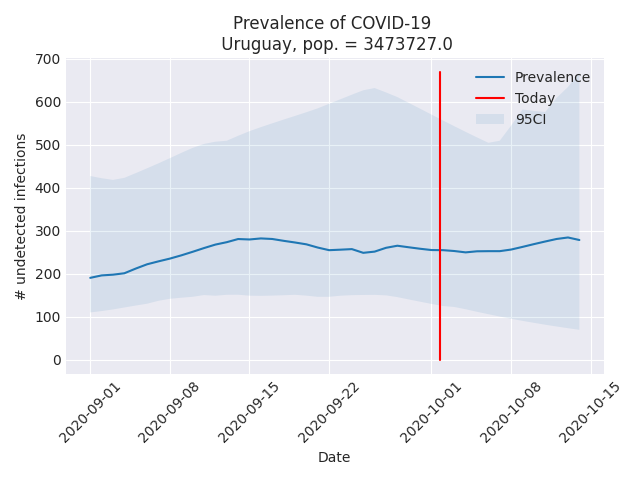 Prevalence of COVID-19
Uruguay, pop. = 3473727.0
700
600
500
400
300
200
100
0
# undetected infections
Prevalence
Today
95CI
2020-09-01
2020-09-08
2020-09-15
2020-09-22
2020-10-01
2020-10-08
2020-10-15
Date